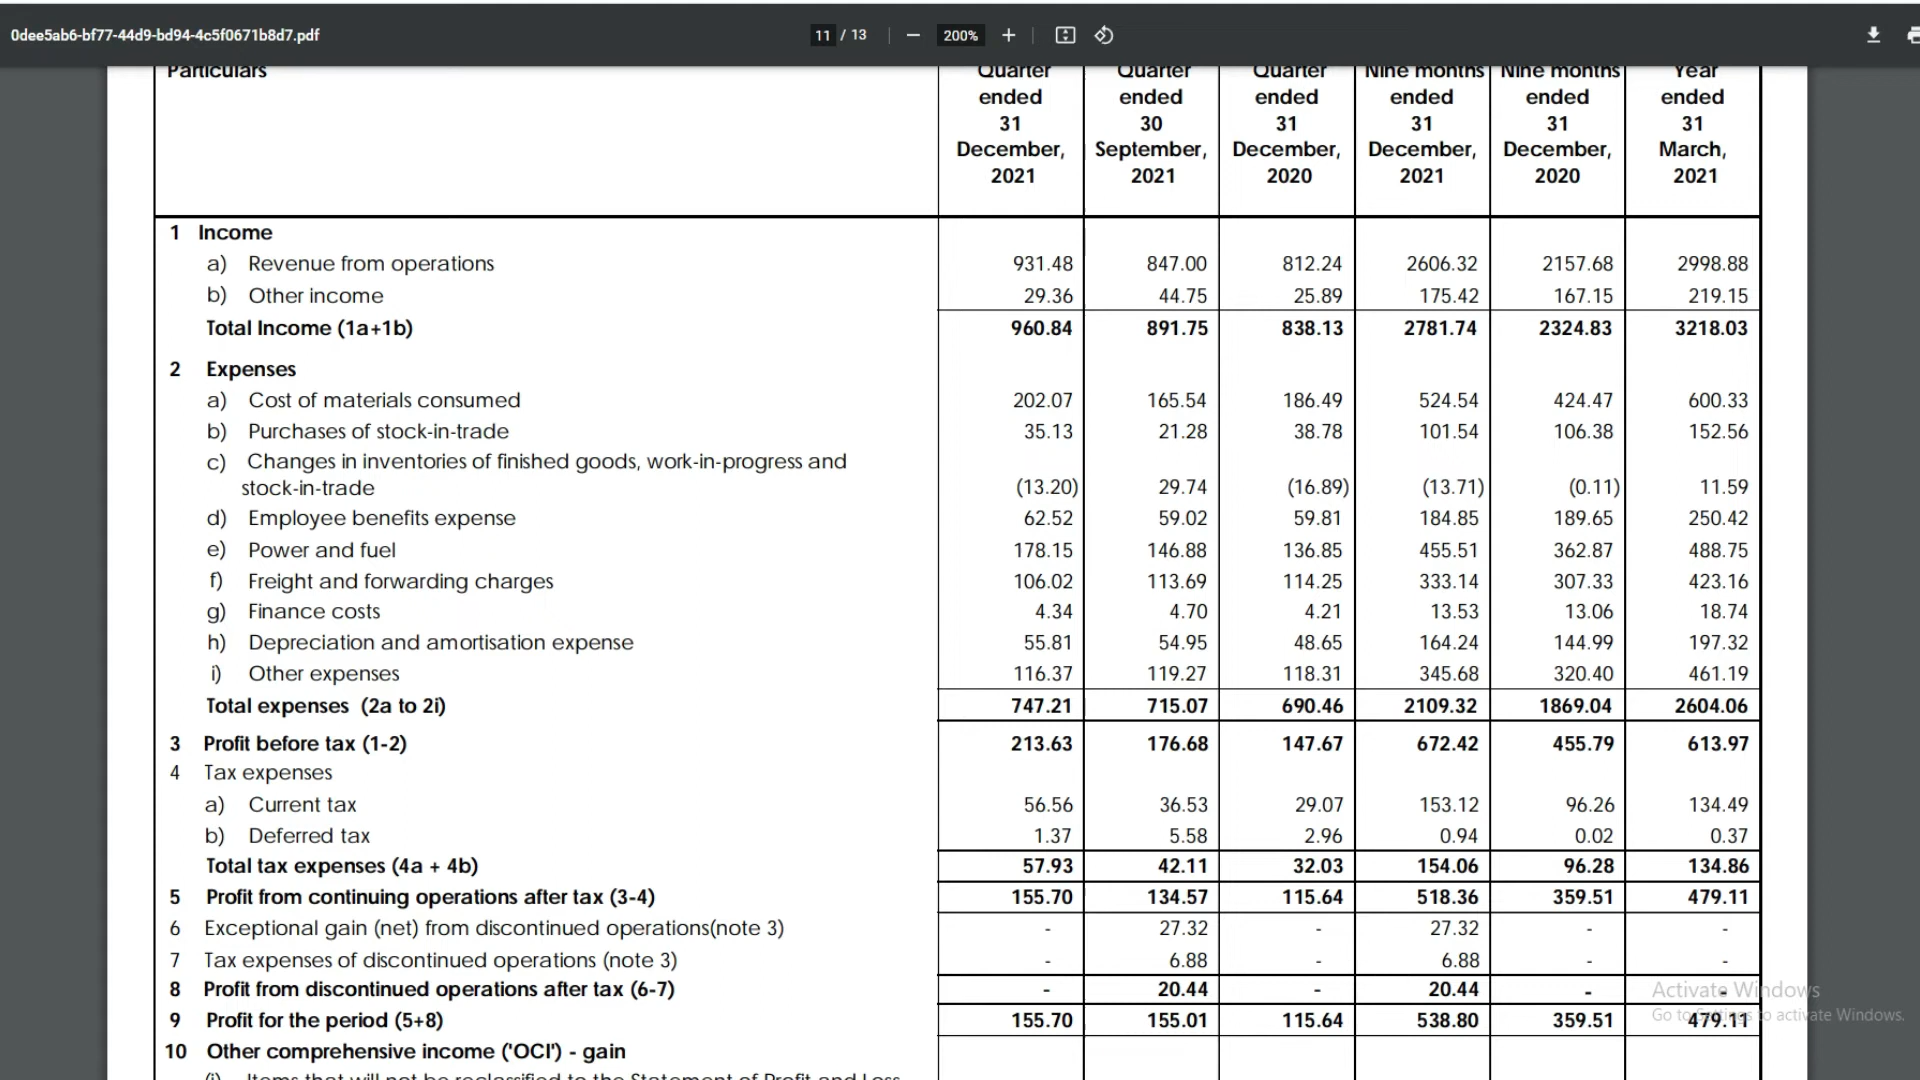 0dee5ab6-bf77-44d9-bd94-4c5f0671b8d7.pdf 11 / 13 200%
Particulars Quarter Quarter Quarter Nine months Nine months Year
ended ended ended ended ended ended
31 30 31 31 31 31
December, September, December, December, December, March,
2021 2021 2020 2021 2020 2021
1 Income
a) Revenue from operations 931.48 847.00 812.24 2606.32 2157.68 2998.88
b) Other income 29.36 44.75 25.89 175.42 167.15 219.15
Total Income (1a+1b) 960.84 891.75 838.13 2781.74 2324.83 3218.03
2 Expenses
a) Cost of materials consumed 202.07 165.54 186.49 524.54 424.47 600.33
b) Purchases of stock-in-trade 35.13 21.28 38.78 101.54 106.38 152.56
c) Changes in inventories of finished goods, work-in-progress and
stock-in-trade (13.20) 29.74 (16.89) (13.71) (0.11) 11.59
d) Employee benefits expense 62.52 59.02 59.81 184.85 189.65 250.42
e) Power and fuel 178.15 146.88 136.85 455.51 362.87 488.75
f) Freight and forwarding charges 106.02 113.69 114.25 333.14 307.33 423.16
g) Finance costs 4.34 4.70 4.21 13.53 13.06 18.74
h) Depreciation and amortisation expense 55.81 54.95 48.65 164.24 144.99 197.32
i) Other expenses 116.37 119.27 118.31 345.68 320.40 461.19
Total expenses (2a to 2i) 747.21 715.07 690.46 2109.32 1869.04 2604.06
3 Profit before tax (1-2) 213.63 176.68 147.67 672.42 455.79 613.97
4 Tax expenses
a) Current tax 56.56 36.53 29.07 153.12 96.26 134.49
b) Deferred tax 1.37 5.58 2.96 0.94 0.02 0.37
Total tax expenses (4a + 4b) 57.93 42.11 32.03 154.06 96.28 134.86
5 Profit from continuing operations after tax (3-4) 155.70 134.57 115.64 518.36 359.51 479.11
6 Exceptional gain (net) from discontinued operations(note 3) - 27.32 - 27.32 - -
7 Tax expenses of discontinued operations (note 3) - 6.88 - 6.88 - -
8 Profit from discontinued operations after tax (6-7) - 20.44 - 20.44 - -
Activate Windows
9 Profit for the period (5+8) 155.70 155.01 115.64 538.80 359.51 479.11
Go to Settings to activate Windows.
10 Other comprehensive income ('OCI') - gain
(i) Items that will not be reclassified to the Statement of Profit and Loss